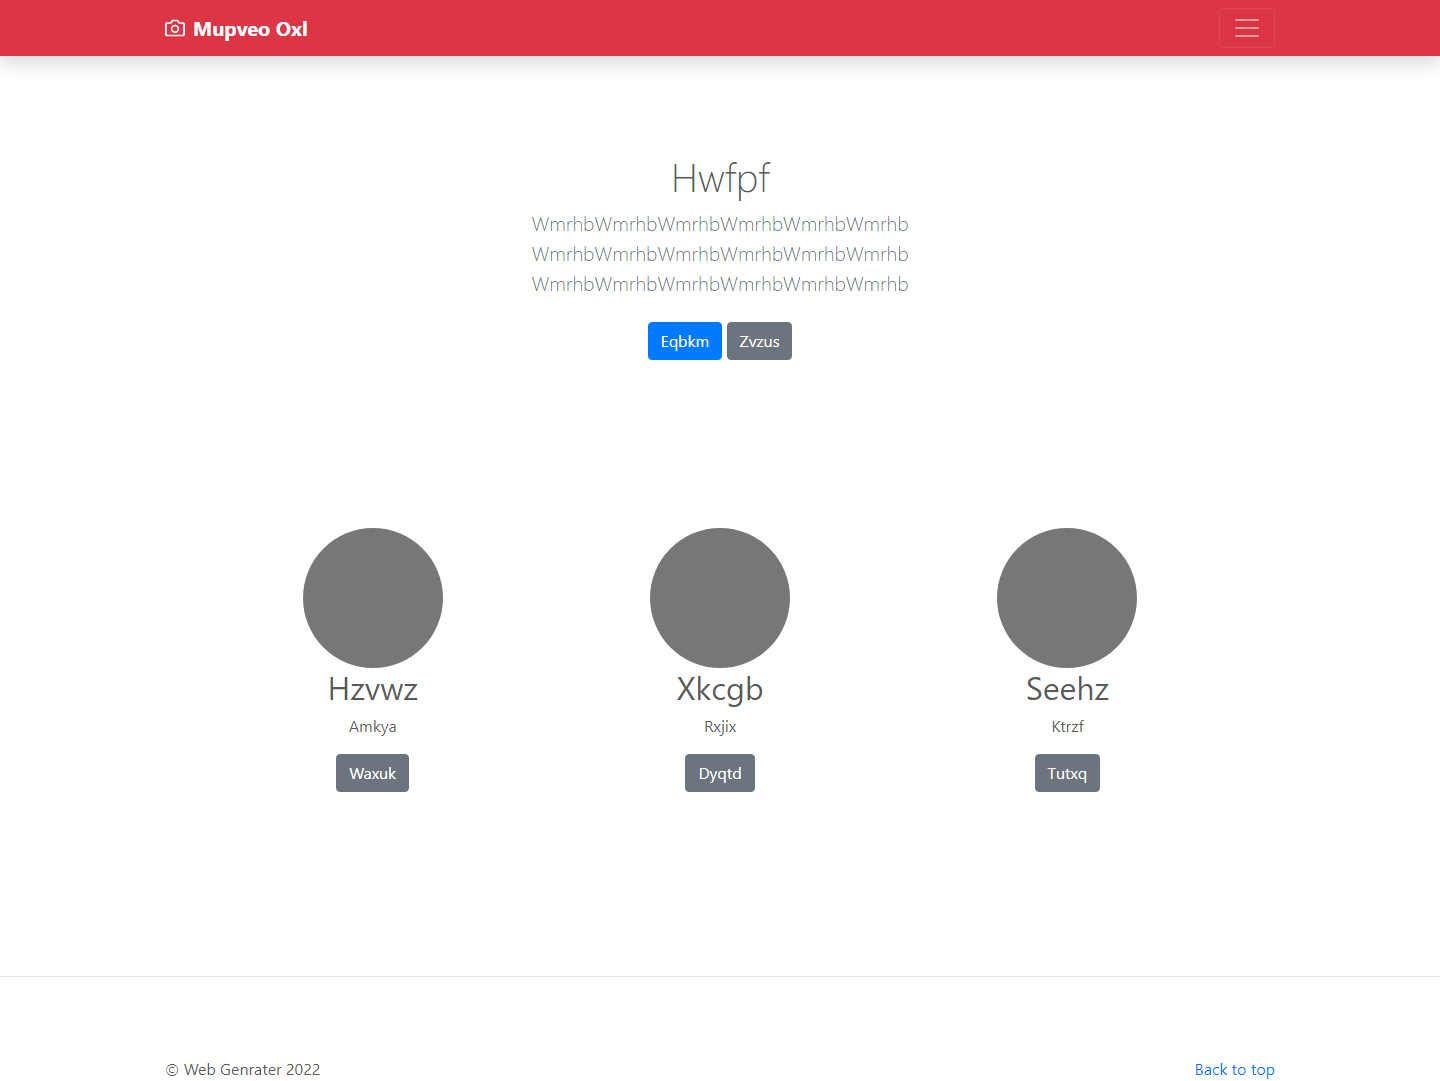 Mupveo Oxl
Hwfpf
WmrhbWmrhbWmrhbWmrhbWmrhbWmrhb
WmrhbWmrhbWmrhbWmrhbWmrhbWmrhb
WmrhbWmrhbWmrhbWmrhbWmrhbWmrhb
Eqbkm Zvzus
Hzvwz
Amkya
Waxuk
Xkcgb
Rxjix
Dyqtd
Seehz
Ktrzf
Tutxq
© Web Genrater 2022
Back to top